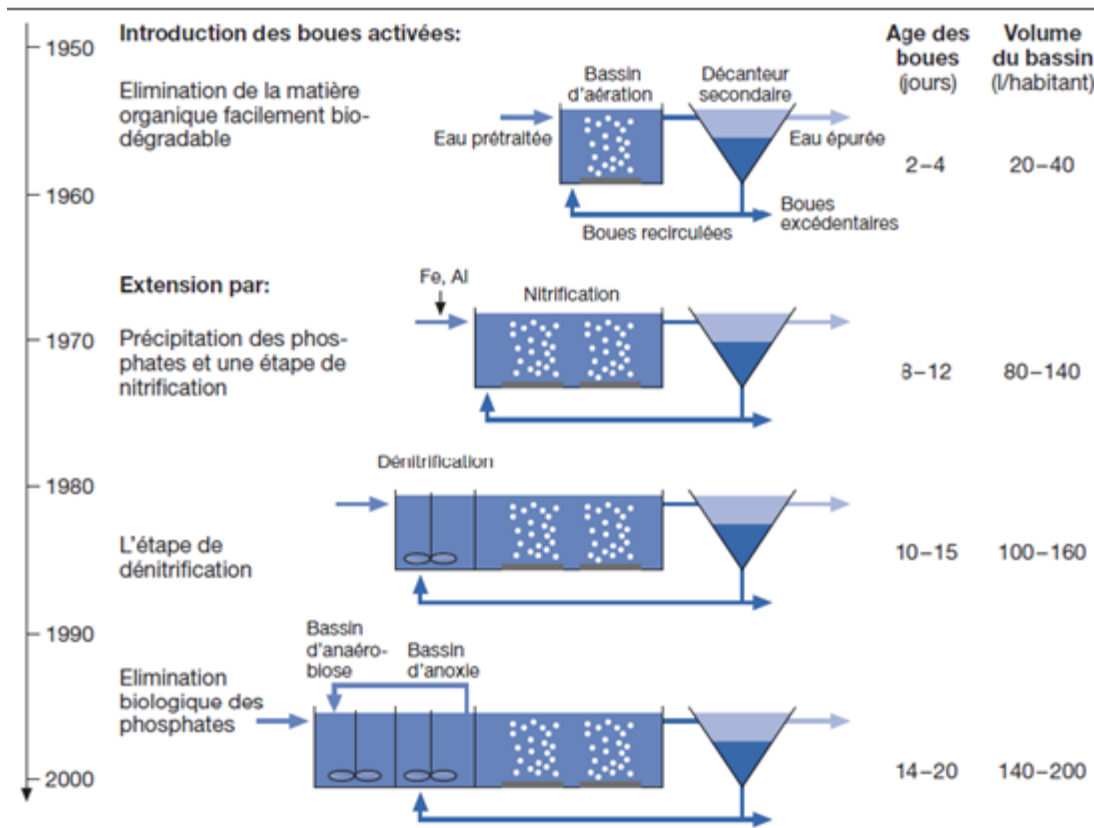 1950
Introduction des boues activées:
Age des
boues
(jours)
Volume
du bassin
(l/habitant)
Elimination de la matière
organique facilement bio-
dégradable
Bassin
d'aération
Décanteur
secondaire
Eau prétraitée
Eau épurée
2–4
20–40
1960
Boues recirculées
Boues
excédentaires
Extension par:
Fe, Al
Nitrification
1970
Précipitation des phos-
phates et une étape de
nitrification
8–12
80–140
Dénitrification
1980
L'étape de
dénitrification
10–15
100–160
1990
Bassin
d'anaéro-
biose
Bassin
d'anoxie
Elimination
biologique des
phosphates
2000
14–20
140–200